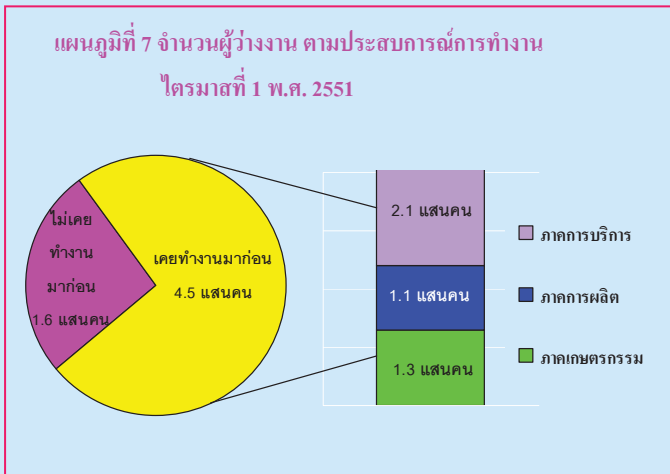 แผนภูมิที่ 7 จำนวนผู้ว่างงาน ตามประสบการณ์การทำงาน
ไตรมาสที่ 1 พ.ศ. 2551
ไม่เคย
ทำงาน
มาก่อน
1.6 แสนคน
เคยทำงานมาก่อน
4.5 แสนคน
2.1 แสนคน
1.1 แสนคน
1.3 แสนคน
ภาคการบริการ
ภาคการผลิต
ภาคเกษตรกรรม